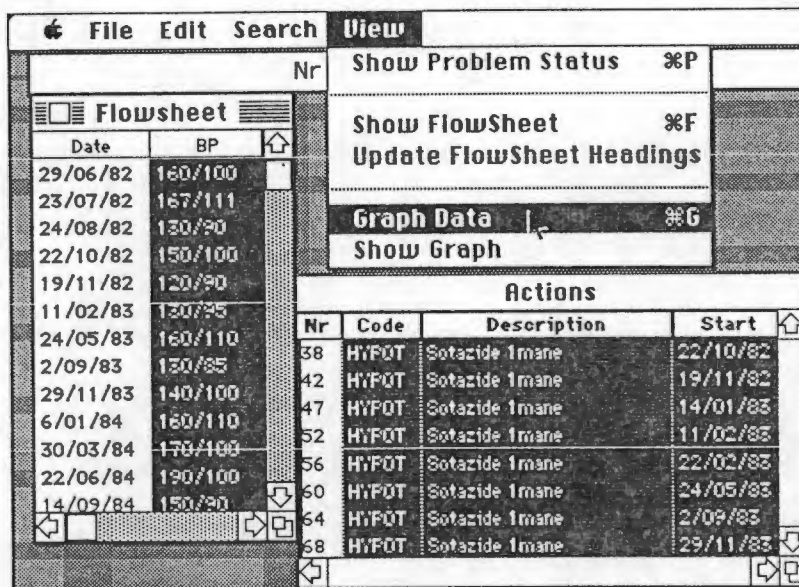 File Edit Search View
Nr
Show Problem Status ⌘P
Show FlowSheet ⌘F
Update FlowSheet Headings
Graph Data ⌘G
Show Graph
Flowsheet
Date BP
29/06/82 160/100
23/07/82 167/111
24/08/82 130/90
22/10/82 150/100
19/11/82 120/90
11/02/83
24/05/83 160/110
2/09/83 130/85
29/11/83 140/100
6/01/84 160/110
30/03/84 170/100
22/06/84 190/100
14/09/84 150/90
Actions
Nr Code Description Start
38 HYPOT Sotazide 1mane 22/10/82
42 HYPOT Sotazide 1mane 19/11/82
47 HYPOT Sotazide 1mane 14/01/83
52 HYPOT Sotazide 1mane 11/02/83
56 HYPOT Sotazide 1mane 22/02/83
60 HYPOT Sotazide 1mane 24/05/83
64 HYPOT Sotazide 1mane 2/09/83
68 HYPOT Sotazide 1mane 29/11/83